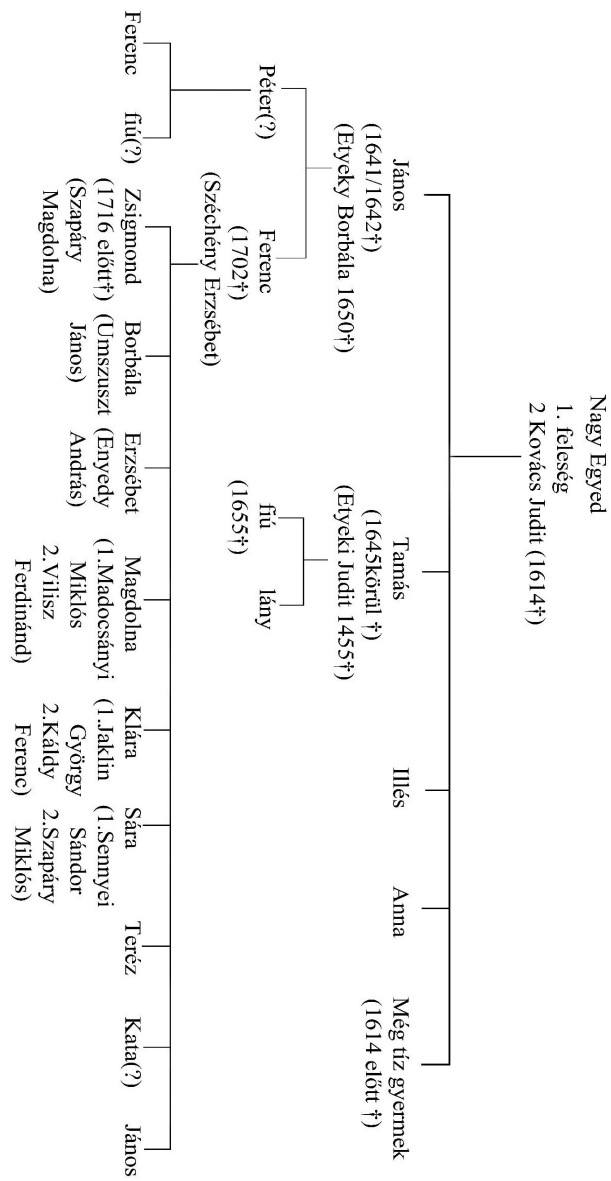 Nagy Egyed
1. feleség
2 Kovács Judit (1614†)
János
(1641/1642†)
(Etyeky Borbála 1650†)
Tamás
(1645körül †)
(Etyeki Judit 1455†)
Illés
Anna
Még tíz gyermek
(1614 előtt †)
Péter(?)
Ferenc
(1702†)
(Széchény Erzsébet)
fiú
(1655†)
lány
Ferenc
fiú(?)
Zsigmond
(1716 előtt†)
(Szapáry
Magdolna)
Borbála
(Umszuszt
János)
Erzsébet
(Enyedy
András)
Magdolna
(1.Madocsányi
Miklós
2.Vilisz
Ferdinánd)
Klára
(1.Jaklin
György
2.Káldy
Ferenc)
Sára
(1.Sennyei
Sándor
2.Szapáry
Miklós)
Teréz
Kata(?)
János